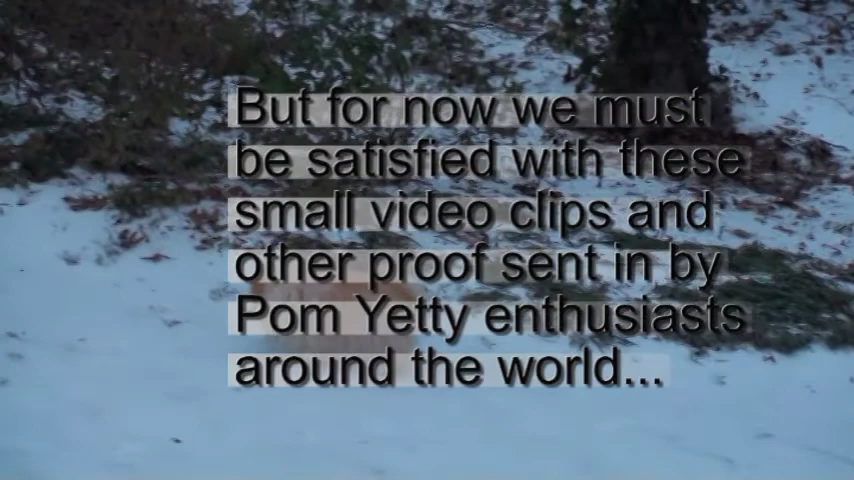 But for now we must
be satisfied with these
small video clips and
other proof sent in by
Pom Yetty enthusiasts
around the world...